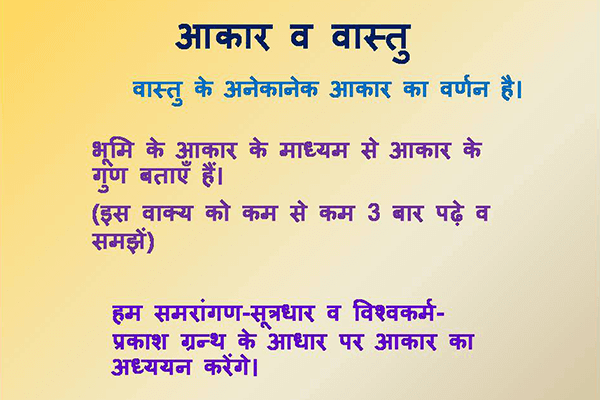 आकार व वास्तु
वास्तु के अनेकानेक आकार का वर्णन है।
भूमि के आकार के माध्यम से आकार के
गुण बताएँ हैं।
(इस वाक्य को कम से कम 3 बार पढ़े व
समझें)
हम समरांगण-सूत्रधार व विश्वकर्म-
प्रकाश ग्रन्थ के आधार पर आकार का
अध्ययन करेंगे।